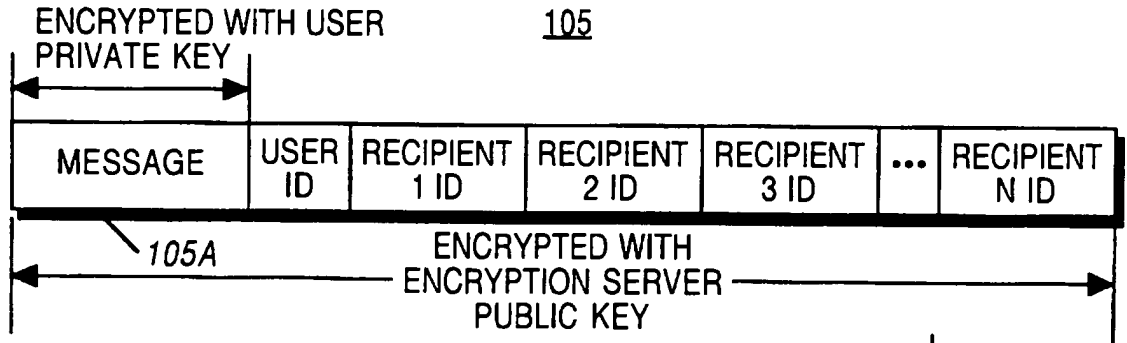 ENCRYPTED WITH USER
PRIVATE KEY
105
MESSAGE
USER
ID
RECIPIENT
1 ID
RECIPIENT
2 ID
RECIPIENT
3 ID
...
RECIPIENT
N ID
105A
ENCRYPTED WITH
ENCRYPTION SERVER
PUBLIC KEY